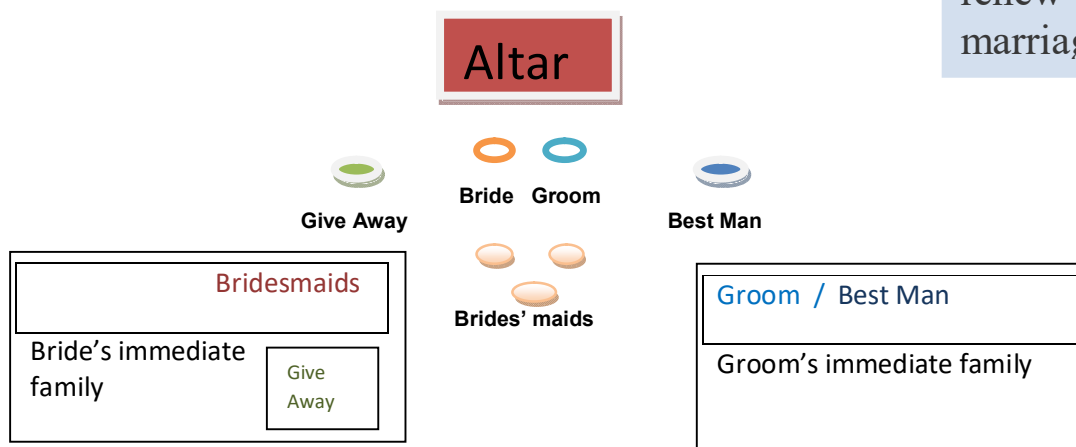 marriag
Altar
Bride Groom
Give Away
Best Man
Brides’ maids
Bridesmaids
Bride’s immediate
family
Give
Away
Groom / Best Man
Groom’s immediate family